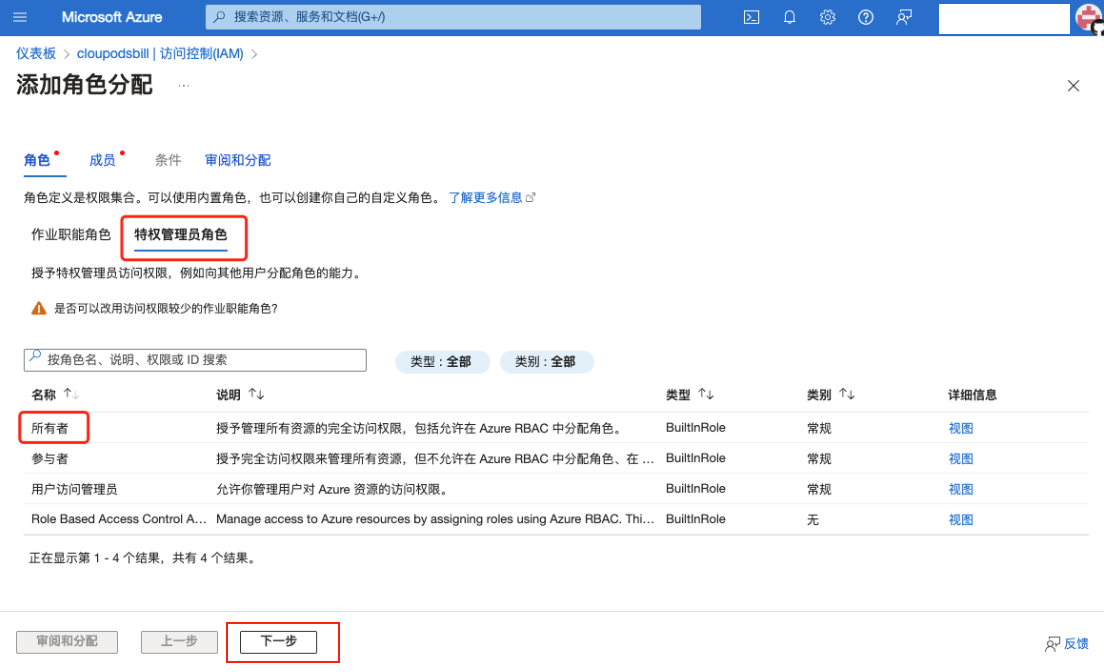 Microsoft Azure 搜索资源、服务和文档(G+/)
仪表板 > cloupodsbill | 访问控制(IAM) >
添加角色分配 ...
角色 成员 条件 审阅和分配
角色定义是权限集合。可以使用内置角色，也可以创建你自己的自定义角色。 了解更多信息
作业职能角色 特权管理员角色
授予特权管理员访问权限，例如向其他用户分配角色的能力。
是否可以改用访问权限较少的作业职能角色?
按角色名、说明、权限或 ID 搜索 类型 : 全部 类别 : 全部
名称 ↑↓ 说明 ↑↓ 类型 ↑↓ 类别 ↑↓ 详细信息
所有者 授予管理所有资源的完全访问权限，包括允许在 Azure RBAC 中分配角色。 BuiltInRole 常规 视图
参与者 授予完全访问权限来管理所有资源，但不允许在 Azure RBAC 中分配角色、在 ... BuiltInRole 常规 视图
用户访问管理员 允许你管理用户对 Azure 资源的访问权限。 BuiltInRole 常规 视图
Role Based Access Control A... Manage access to Azure resources by assigning roles using Azure RBAC. Thi... BuiltInRole 无 视图
正在显示第 1 - 4 个结果，共有 4 个结果。
审阅和分配 上一步 下一步 反馈